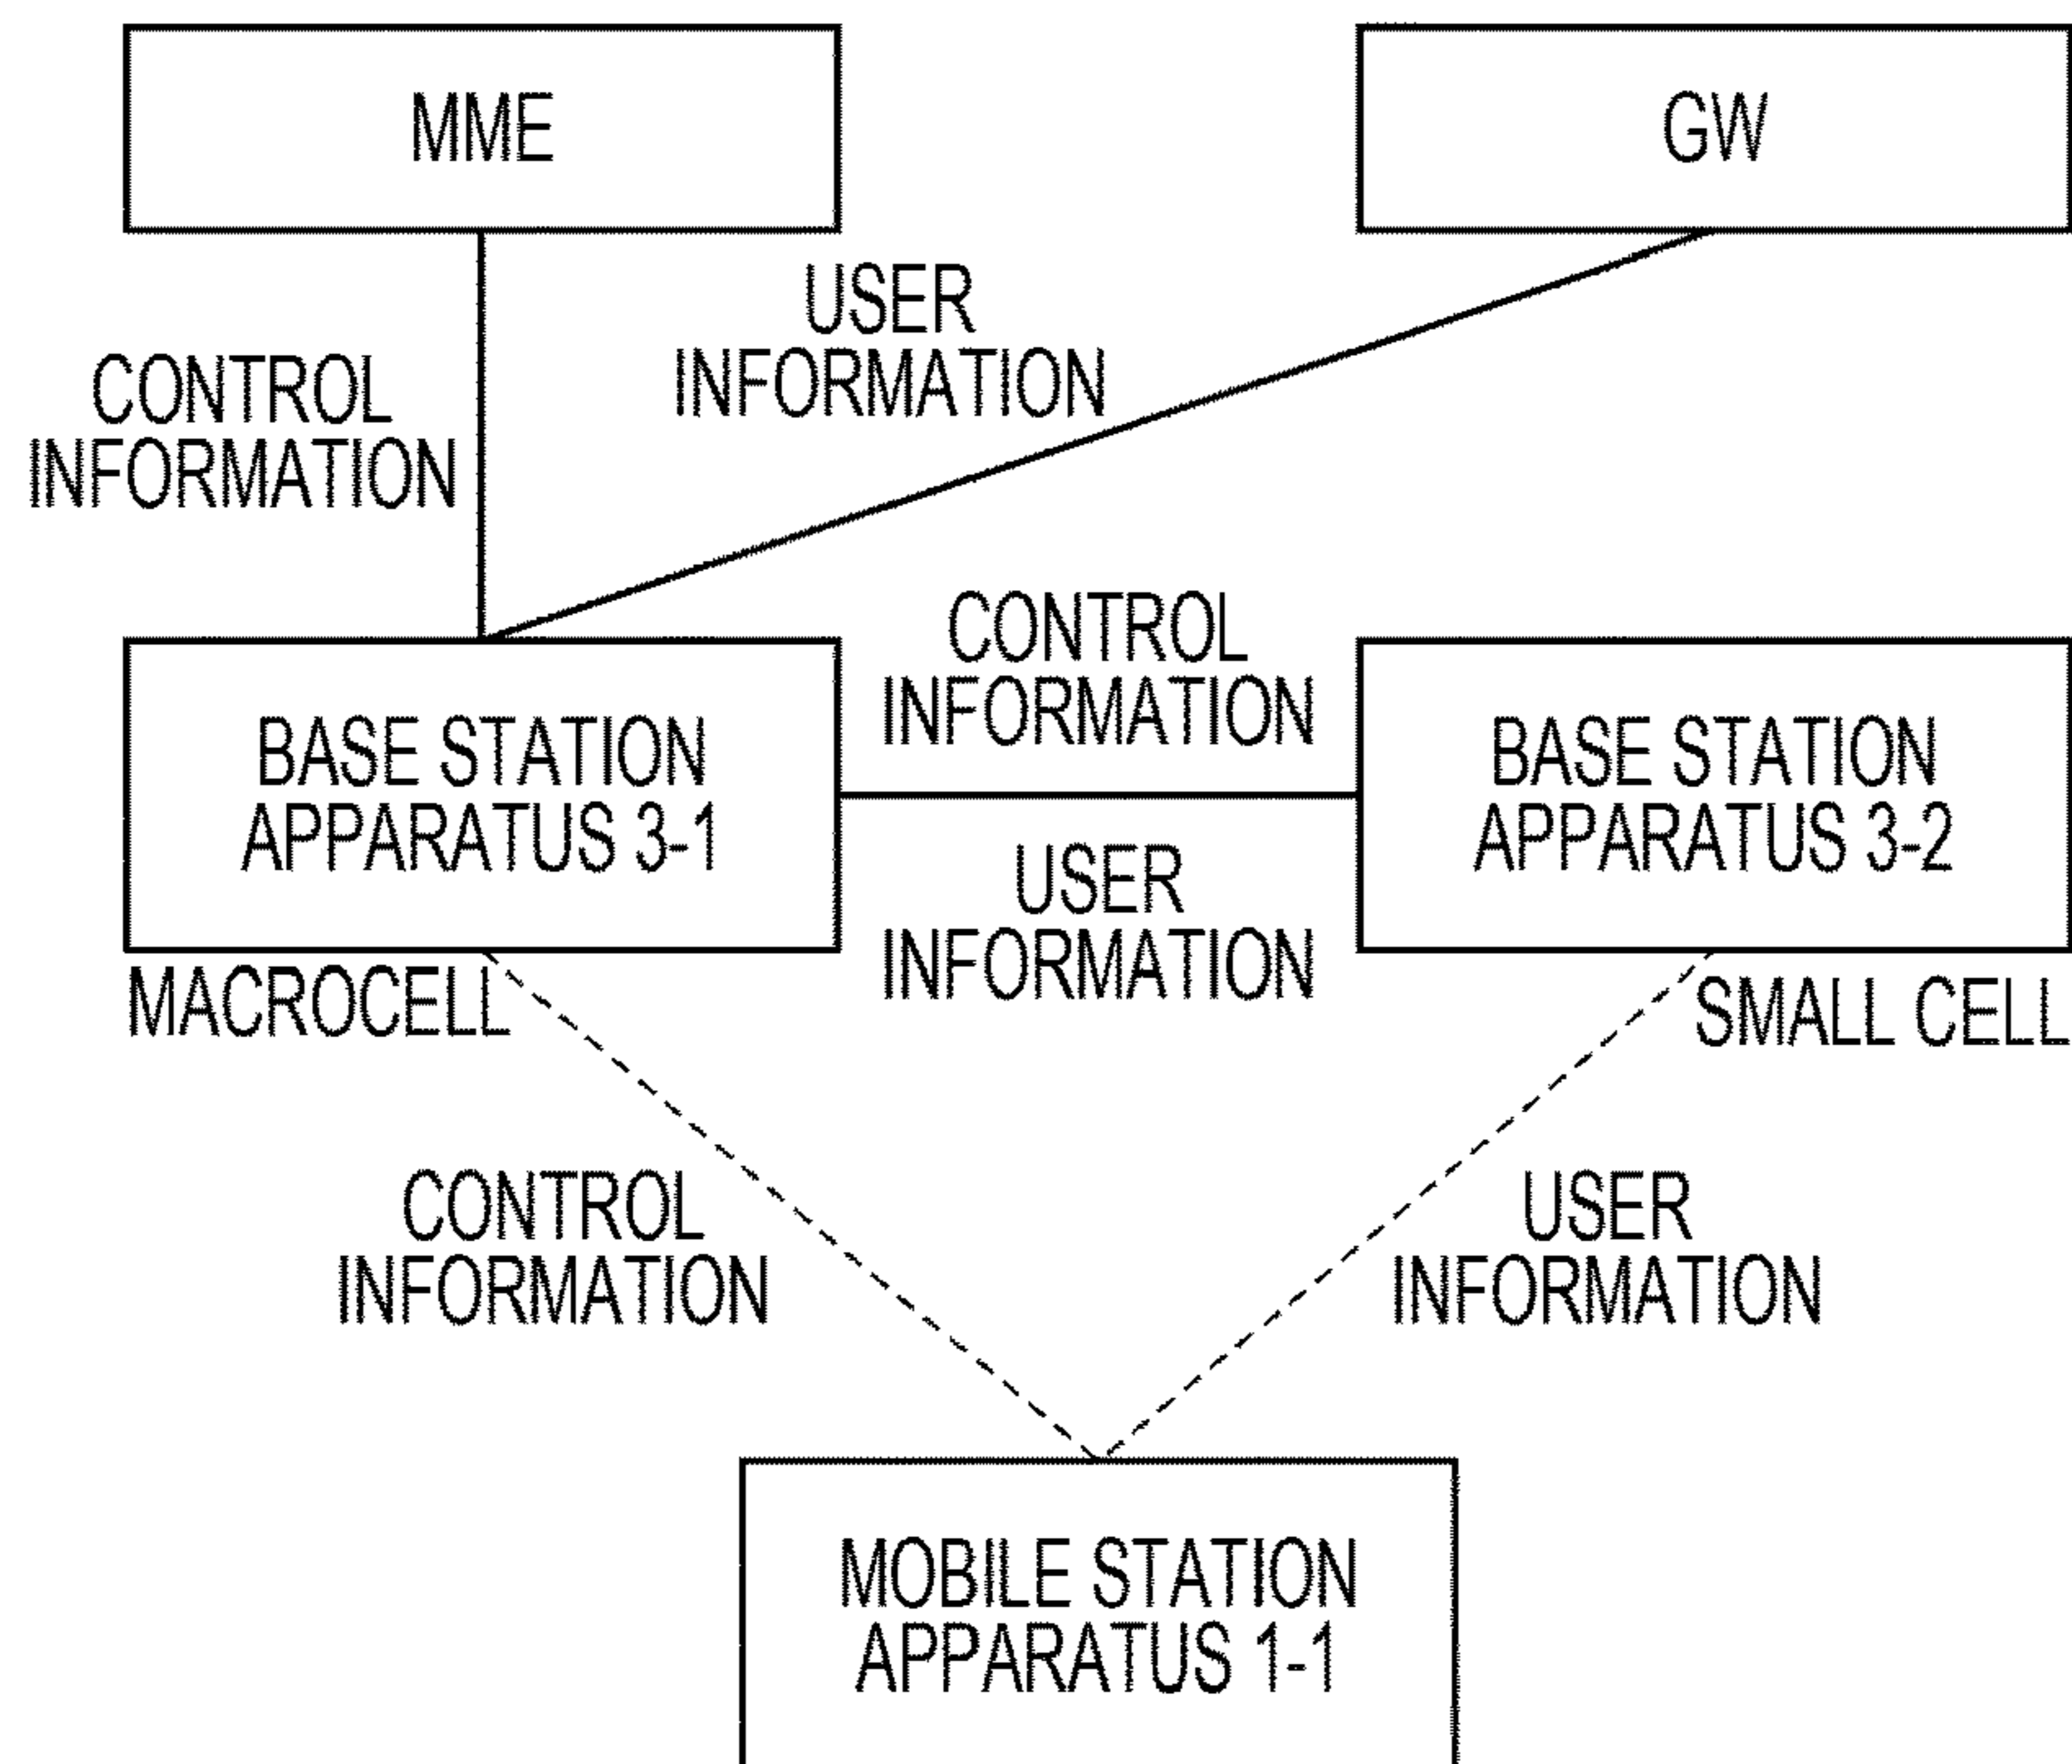 MME
GW
USER
INFORMATION
CONTROL
INFORMATION
CONTROL
INFORMATION
BASE STATION
APPARATUS 3-1
BASE STATION
APPARATUS 3-2
USER
INFORMATION
MACROCELL
SMALL CELL
CONTROL
INFORMATION
USER
INFORMATION
MOBILE STATION
APPARATUS 1-1